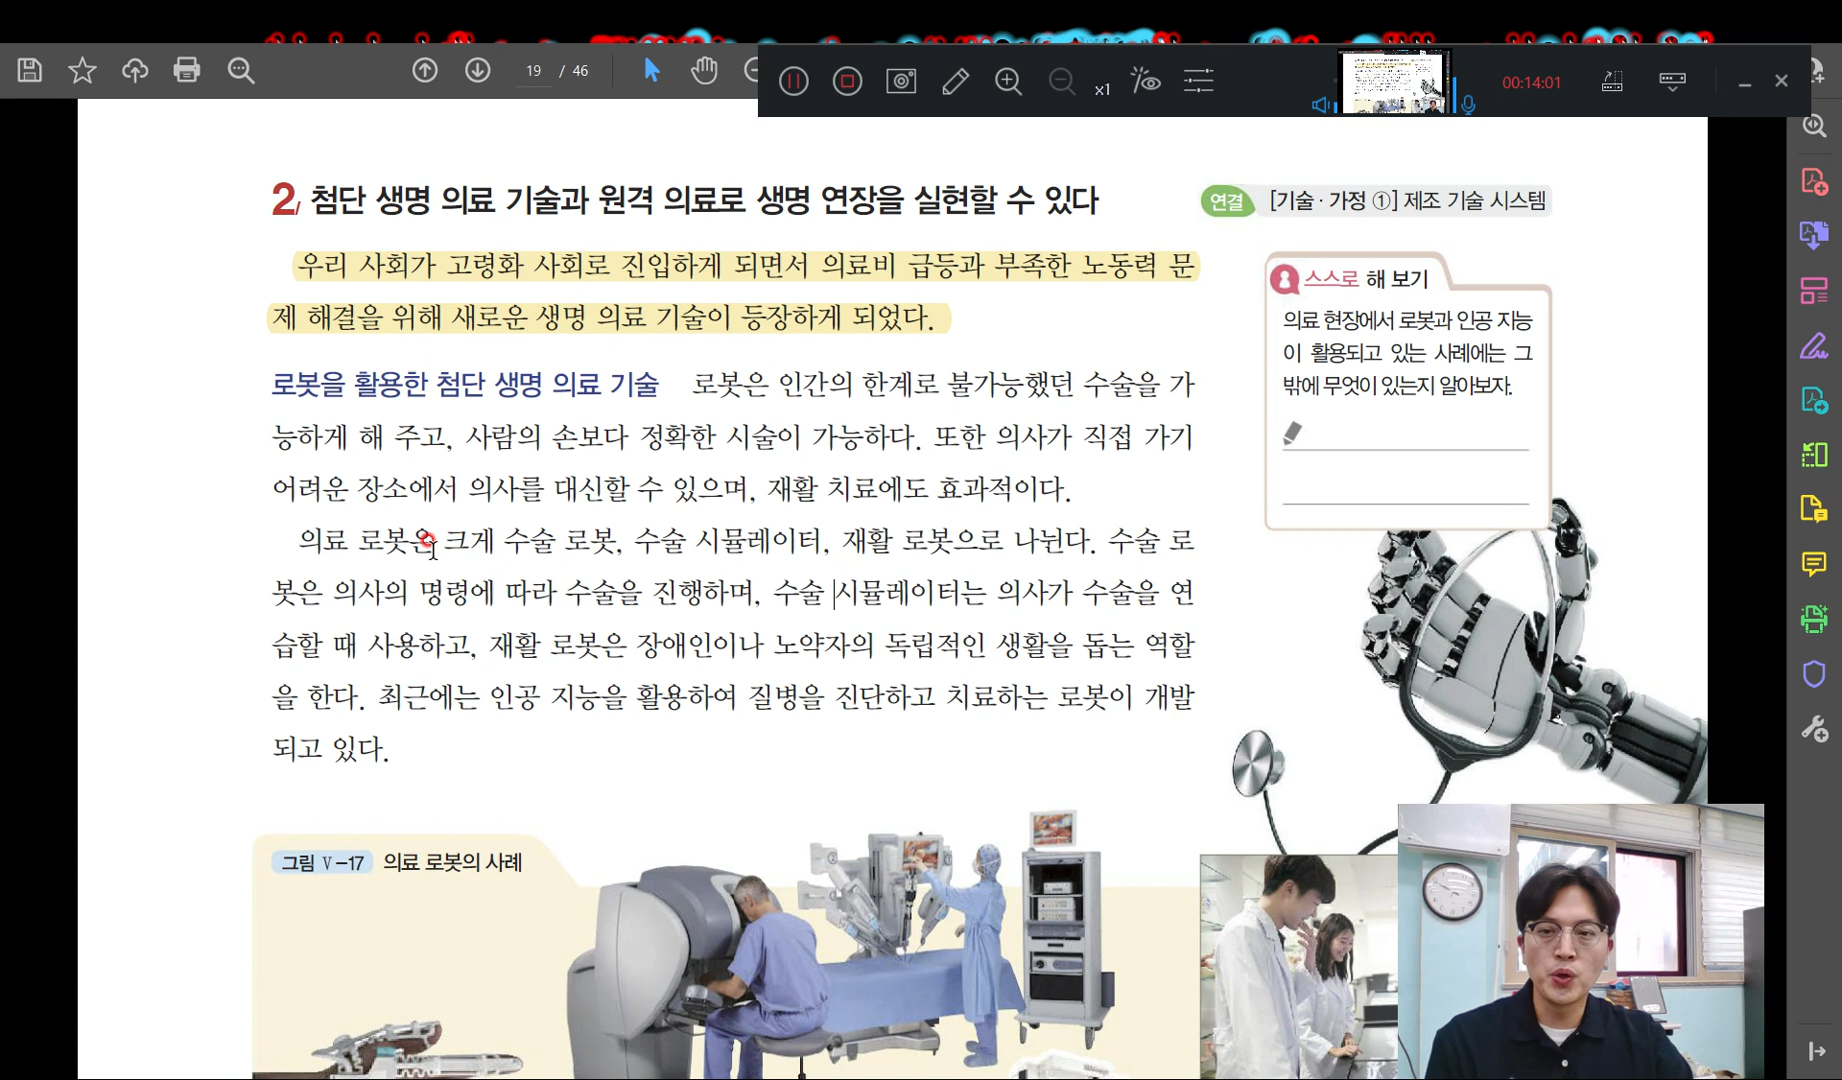 19 / 46
x1
00:14:01
2 첨단 생명 의료 기술과 원격 의료로 생명 연장을 실현할 수 있다
연결 [기술·가정 ①] 제조 기술 시스템
우리 사회가 고령화 사회로 진입하게 되면서 의료비 급등과 부족한 노동력 문
제 해결을 위해 새로운 생명 의료 기술이 등장하게 되었다.
로봇을 활용한 첨단 생명 의료 기술 로봇은 인간의 한계로 불가능했던 수술을 가
능하게 해 주고, 사람의 손보다 정확한 시술이 가능하다. 또한 의사가 직접 가기
어려운 장소에서 의사를 대신할 수 있으며, 재활 치료에도 효과적이다.
의료 로봇은 크게 수술 로봇, 수술 시뮬레이터, 재활 로봇으로 나뉜다. 수술 로
봇은 의사의 명령에 따라 수술을 진행하며, 수술 시뮬레이터는 의사가 수술을 연
습할 때 사용하고, 재활 로봇은 장애인이나 노약자의 독립적인 생활을 돕는 역할
을 한다. 최근에는 인공 지능을 활용하여 질병을 진단하고 치료하는 로봇이 개발
되고 있다.
스스로 해 보기
의료 현장에서 로봇과 인공 지능
이 활용되고 있는 사례에는 그
밖에 무엇이 있는지 알아보자.
그림 Ⅴ-17 의료 로봇의 사례